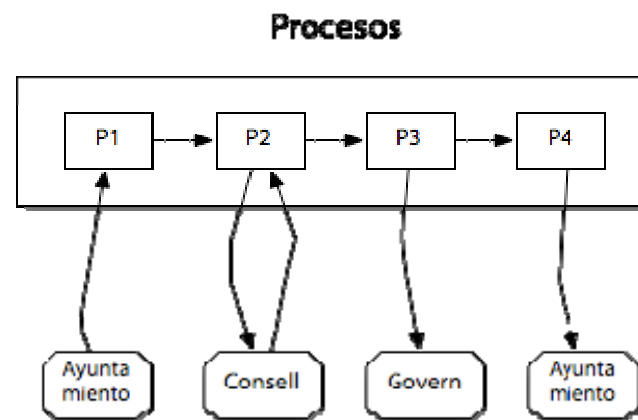 Procesos
P1
P2
P3
P4
Ayunta
miento
Consell
Govern
Ayunta
miento